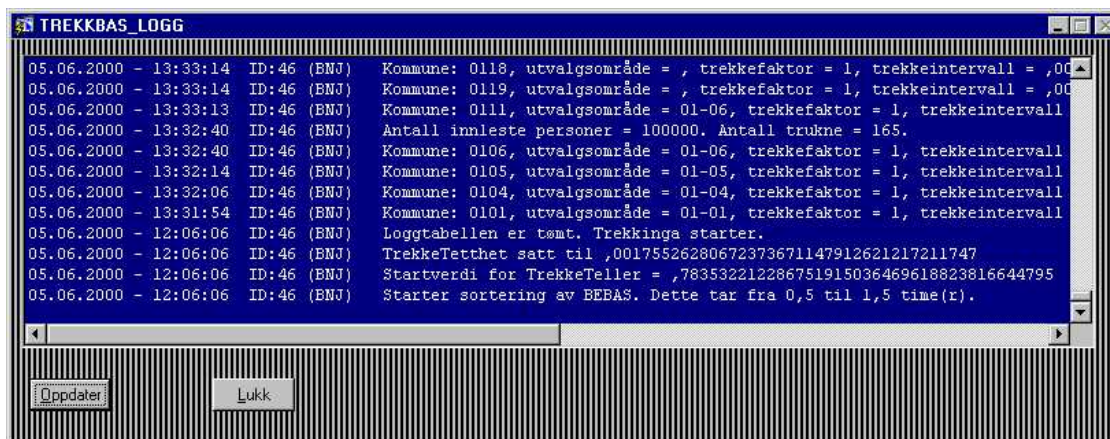 TREKKBAS_LOGG
05.06.2000 - 13:33:14 ID:46 (BNJ) Kommune: 0118, utvalgsområde = , trekkefaktor = 1, trekkeintervall = ,00
05.06.2000 - 13:33:14 ID:46 (BNJ) Kommune: 0119, utvalgsområde = , trekkefaktor = 1, trekkeintervall = ,00
05.06.2000 - 13:33:13 ID:46 (BNJ) Kommune: 0111, utvalgsområde = 01-06, trekkefaktor = 1, trekkeintervall
05.06.2000 - 13:32:40 ID:46 (BNJ) Antall innleste personer = 100000. Antall trukne = 165.
05.06.2000 - 13:32:40 ID:46 (BNJ) Kommune: 0106, utvalgsområde = 01-06, trekkefaktor = 1, trekkeintervall
05.06.2000 - 13:32:14 ID:46 (BNJ) Kommune: 0105, utvalgsområde = 01-05, trekkefaktor = 1, trekkeintervall
05.06.2000 - 13:32:06 ID:46 (BNJ) Kommune: 0104, utvalgsområde = 01-04, trekkefaktor = 1, trekkeintervall
05.06.2000 - 13:31:54 ID:46 (BNJ) Kommune: 0101, utvalgsområde = 01-01, trekkefaktor = 1, trekkeintervall
05.06.2000 - 12:06:06 ID:46 (BNJ) Loggtabellen er tømt. Trekkinga starter.
05.06.2000 - 12:06:06 ID:46 (BNJ) TrekkeTetthet satt til ,0017552628067237367114791262121721174​7
05.06.2000 - 12:06:06 ID:46 (BNJ) Startverdi for TrekkeTeller = ,7835322122867519150364696188238166447​95
05.06.2000 - 12:06:06 ID:46 (BNJ) Starter sortering av BEBAS. Dette tar fra 0,5 til 1,5 time(r).
Oppdater Lukk